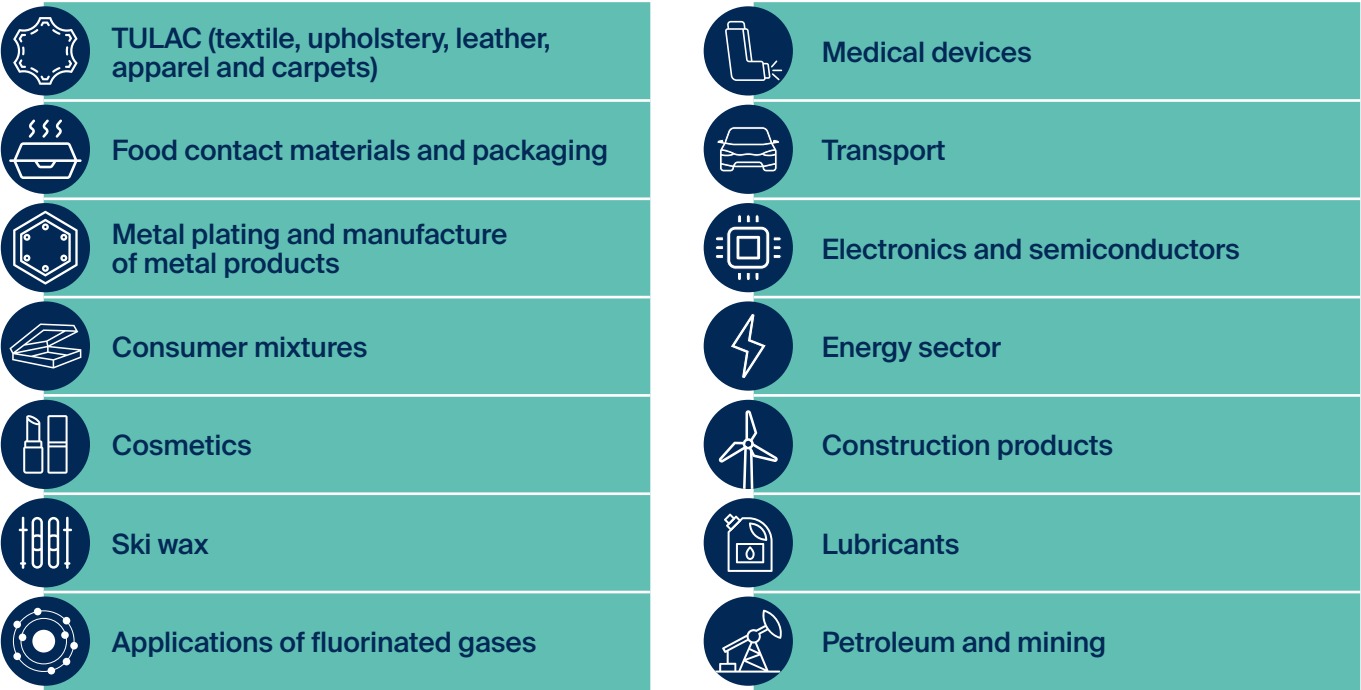 TULAC (textile, upholstery, leather,
apparel and carpets)
Food contact materials and packaging
Metal plating and manufacture
of metal products
Consumer mixtures
Cosmetics
Ski wax
Applications of fluorinated gases
Medical devices
Transport
Electronics and semiconductors
Energy sector
Construction products
Lubricants
Petroleum and mining